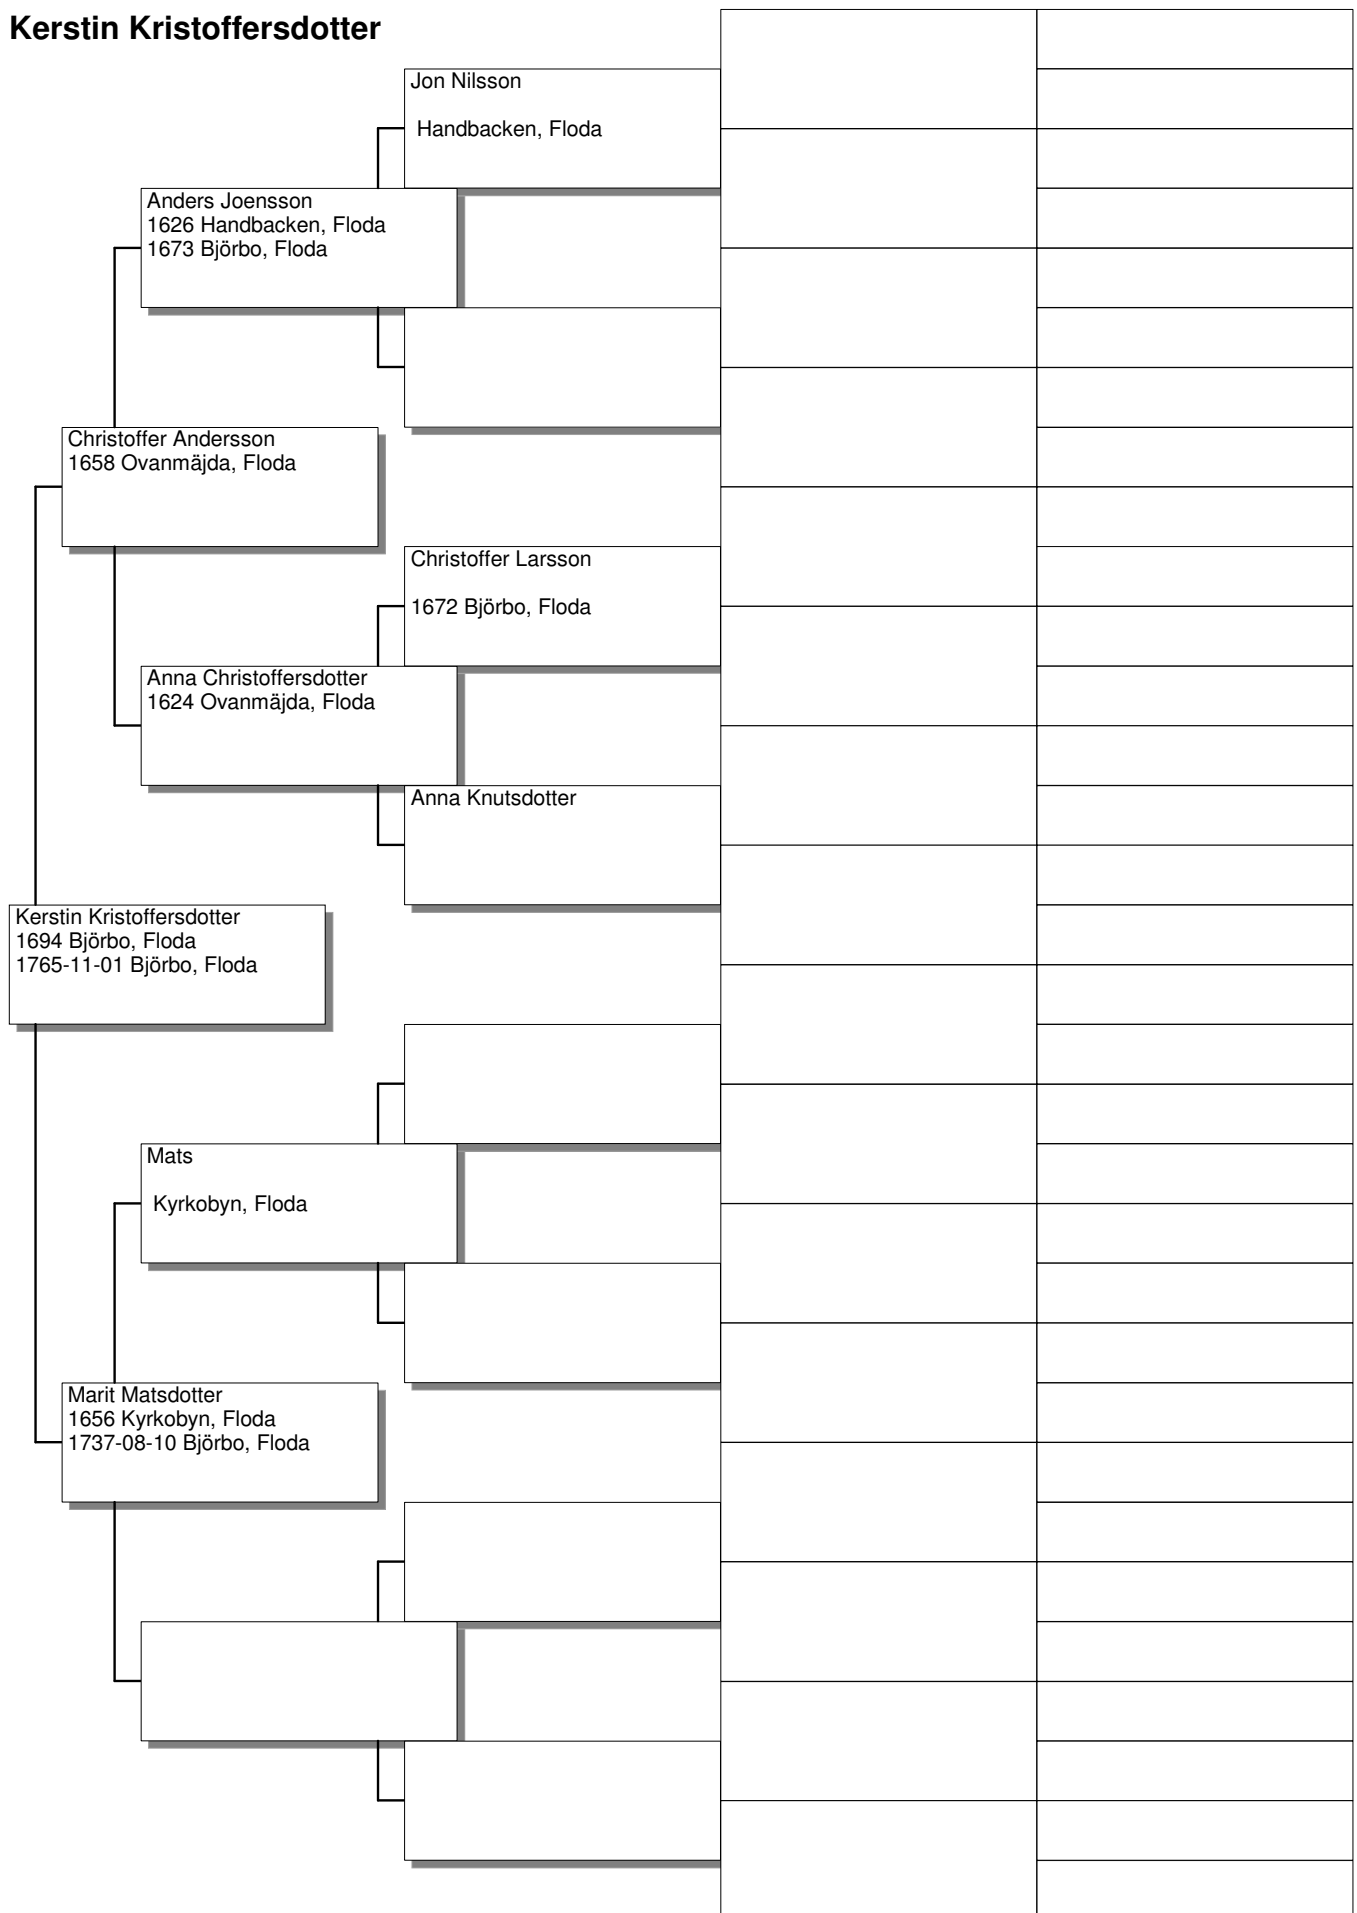 Kerstin Kristoffersdotter
Jon Nilsson
Handbacken, Floda
Anders Joensson
1626 Handbacken, Floda
1673 Björbo, Floda
Christoffer Andersson
1658 Ovanmäjda, Floda
Christoffer Larsson
1672 Björbo, Floda
Anna Christoffersdotter
1624 Ovanmäjda, Floda
Anna Knutsdotter
Kerstin Kristoffersdotter
1694 Björbo, Floda
1765-11-01 Björbo, Floda
Mats
Kyrkobyn, Floda
Marit Matsdotter
1656 Kyrkobyn, Floda
1737-08-10 Björbo, Floda